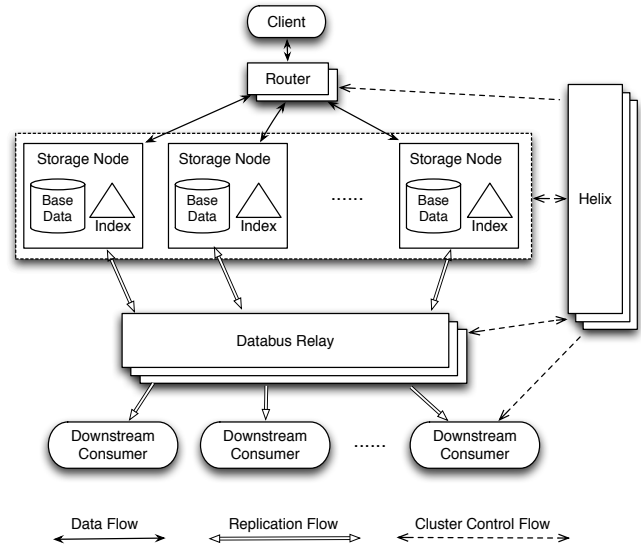 Client
Router
Storage Node
Base
Data
Index
Storage Node
Base
Data
Index
......
Storage Node
Base
Data
Index
Helix
Databus Relay
Downstream
Consumer
Downstream
Consumer
......
Downstream
Consumer
Data Flow
Replication Flow
Cluster Control Flow